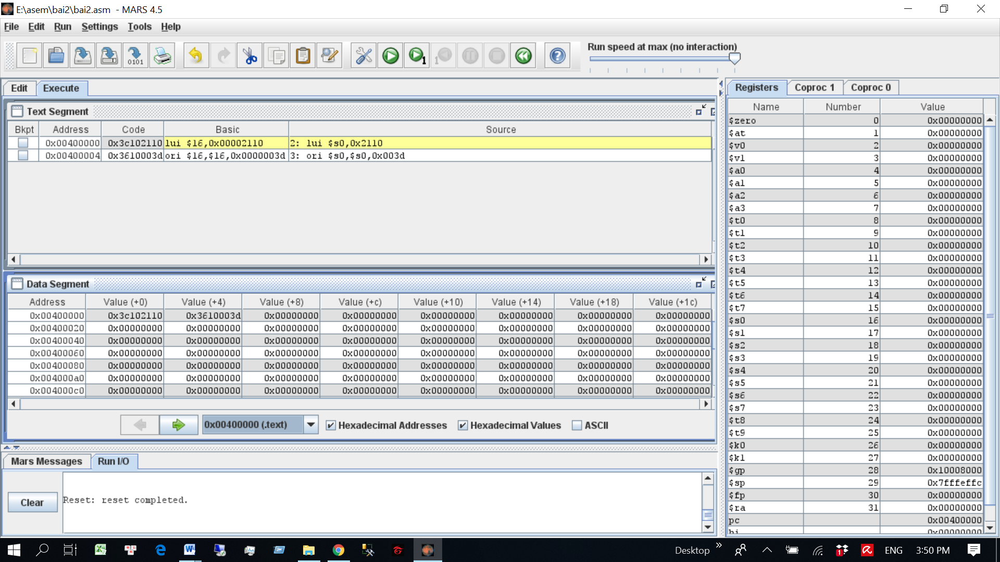 E:\asem\bai2\bai2.asm - MARS 4.5
File Edit Run Settings Tools Help
Run speed at max (no interaction)
0101
1
1
Edit Execute
Text Segment
Bkpt Address Code Basic Source
0x00400000 0x3c102110 lui $16,0x00002110 2: lui $s0,0x2110
0x00400004 0x3610003d ori $16,$16,0x0000003d 3: ori $s0,$s0,0x003d
Data Segment
Address Value (+0) Value (+4) Value (+8) Value (+c) Value (+10) Value (+14) Value (+18) Value (+1c)
0x00400000 0x3c102110 0x3610003d 0x00000000 0x00000000 0x00000000 0x00000000 0x00000000 0x00000000
0x00400020 0x00000000 0x00000000 0x00000000 0x00000000 0x00000000 0x00000000 0x00000000 0x00000000
0x00400040 0x00000000 0x00000000 0x00000000 0x00000000 0x00000000 0x00000000 0x00000000 0x00000000
0x00400060 0x00000000 0x00000000 0x00000000 0x00000000 0x00000000 0x00000000 0x00000000 0x00000000
0x00400080 0x00000000 0x00000000 0x00000000 0x00000000 0x00000000 0x00000000 0x00000000 0x00000000
0x004000a0 0x00000000 0x00000000 0x00000000 0x00000000 0x00000000 0x00000000 0x00000000 0x00000000
0x004000c0 0x00000000 0x00000000 0x00000000 0x00000000 0x00000000 0x00000000 0x00000000 0x00000000
0x00400000 (.text) Hexadecimal Addresses Hexadecimal Values ASCII
Mars Messages Run I/O
Clear
Reset: reset completed.
Registers Coproc 1 Coproc 0
Name Number Value
$zero 0 0x00000000
$at 1 0x00000000
$v0 2 0x00000000
$v1 3 0x00000000
$a0 4 0x00000000
$a1 5 0x00000000
$a2 6 0x00000000
$a3 7 0x00000000
$t0 8 0x00000000
$t1 9 0x00000000
$t2 10 0x00000000
$t3 11 0x00000000
$t4 12 0x00000000
$t5 13 0x00000000
$t6 14 0x00000000
$t7 15 0x00000000
$s0 16 0x00000000
$s1 17 0x00000000
$s2 18 0x00000000
$s3 19 0x00000000
$s4 20 0x00000000
$s5 21 0x00000000
$s6 22 0x00000000
$s7 23 0x00000000
$t8 24 0x00000000
$t9 25 0x00000000
$k0 26 0x00000000
$k1 27 0x00000000
$gp 28 0x10008000
$sp 29 0x7fffeffc
$fp 30 0x00000000
$ra 31 0x00000000
pc 0x00400000
hi 0x00000000
Desktop ENG 3:50 PM